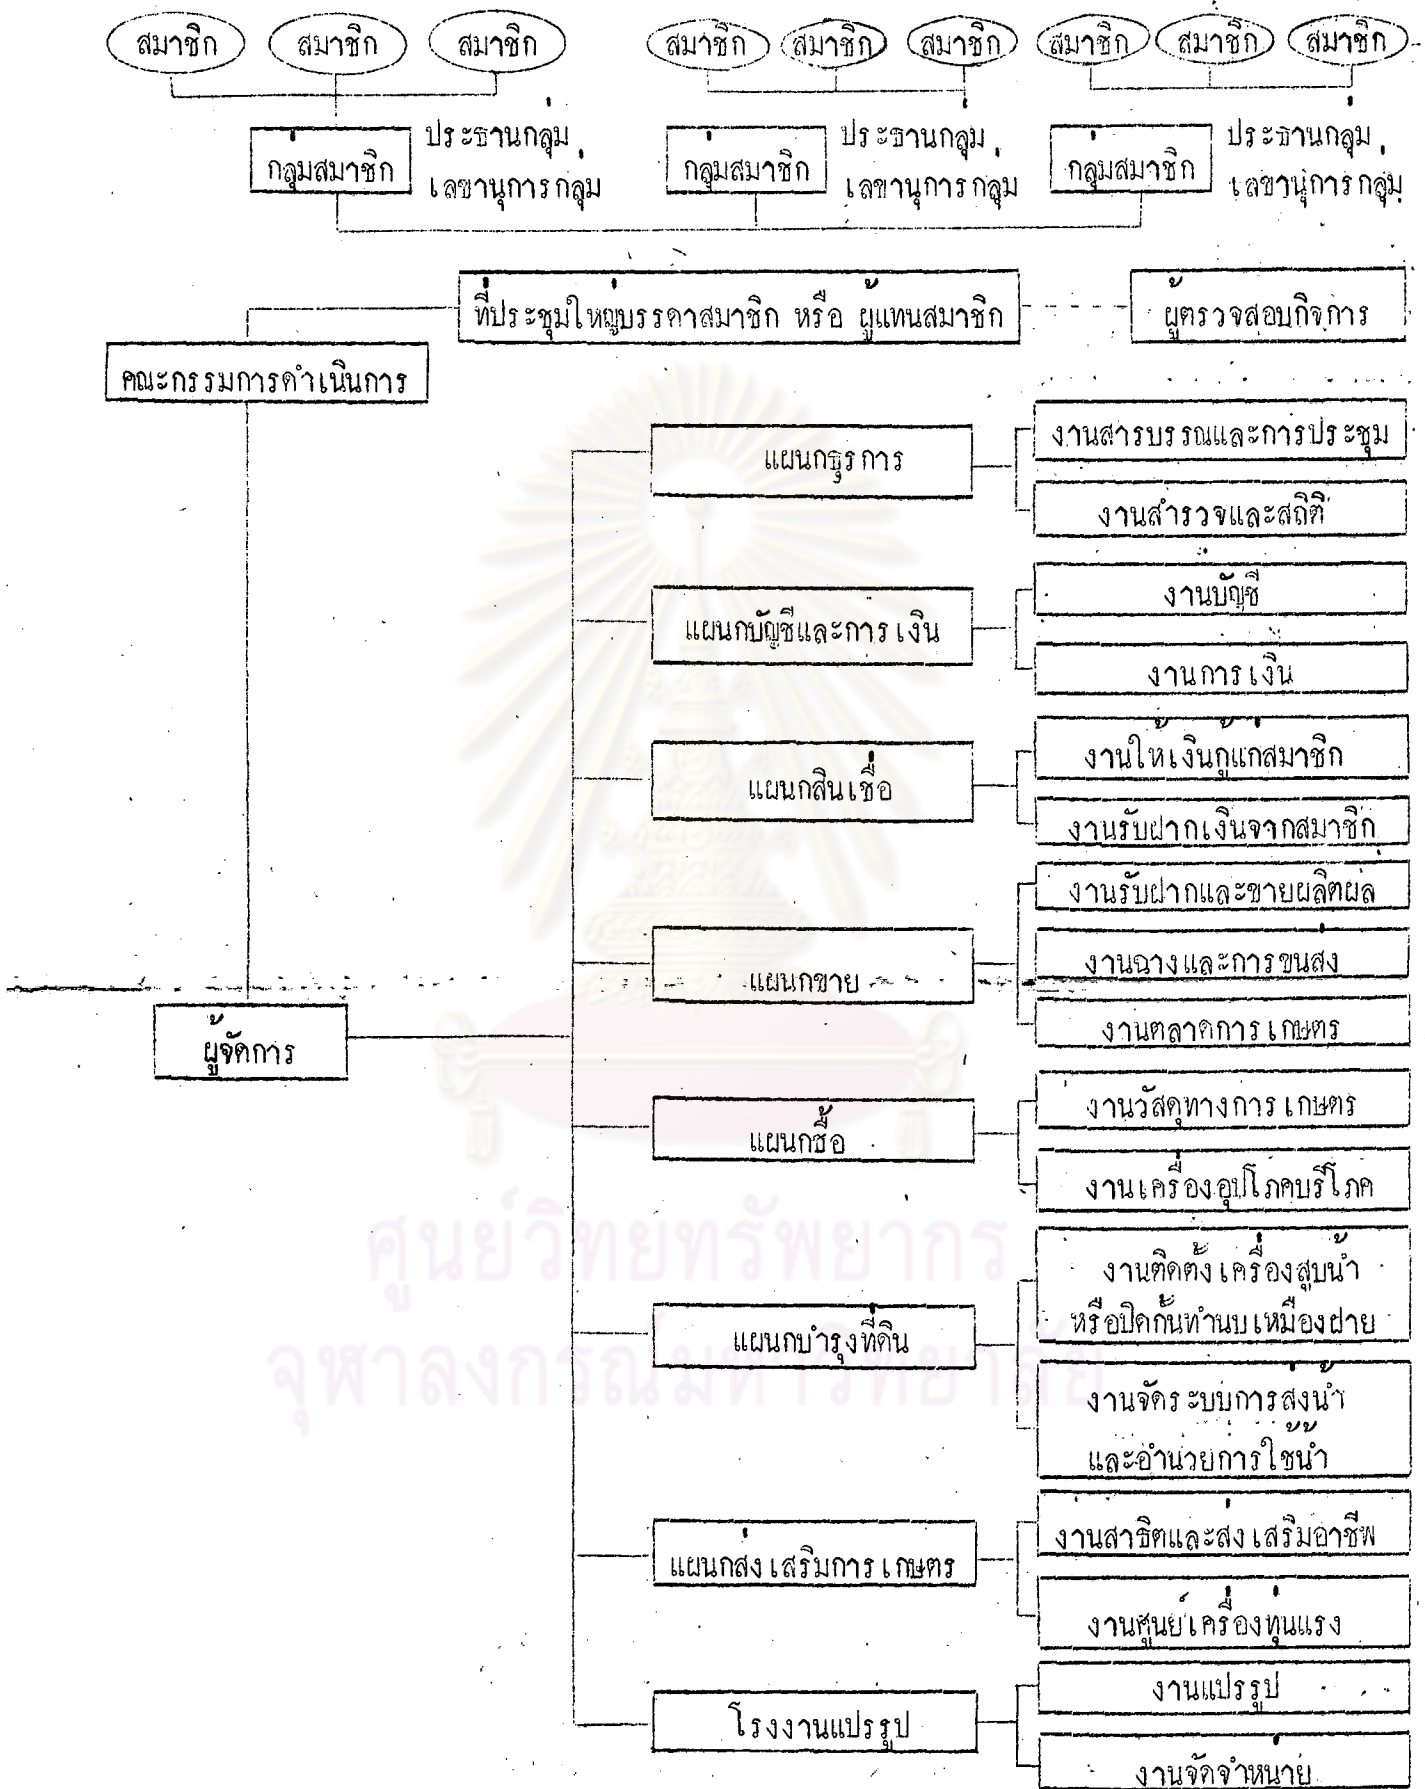 สมาชิก สมาชิก สมาชิก สมาชิก สมาชิก สมาชิก สมาชิก สมาชิก สมาชิก
กลุ่มสมาชิก
ประธานกลุ่ม
เลขานุการกลุ่ม
กลุ่มสมาชิก
ประธานกลุ่ม
เลขานุการกลุ่ม
กลุ่มสมาชิก
ประธานกลุ่ม
เลขานุการกลุ่ม
ที่ประชุมใหญ่บรรดาสมาชิก หรือ ผู้แทนสมาชิก
ผู้ตรวจสอบกิจการ
คณะกรรมการดำเนินการ
ผู้จัดการ
แผนกธุรการ
งานสารบรรณและการประชุม
งานสำรวจและสถิติ
แผนกบัญชีและการเงิน
งานบัญชี
งานการเงิน
แผนกสินเชื่อ
งานให้เงินกู้แก่สมาชิก
งานรับฝากเงินจากสมาชิก
แผนกขาย
งานรับฝากและขายผลิตผล
งานฉางและการขนส่ง
งานตลาดการเกษตร
แผนกซื้อ
งานวัสดุทางการเกษตร
งานเครื่องอุปโภคบริโภค
แผนกบำรุงที่ดิน
งานติดตั้งเครื่องสูบน้ำ
หรือปิดกั้นทำนบเหมืองฝาย
งานจัดระบบการส่งน้ำ
และอำนวยการใช้น้ำ
แผนกส่งเสริมการเกษตร
งานสาธิตและส่งเสริมอาชีพ
งานศูนย์เครื่องทุ่นแรง
โรงงานแปรรูป
งานแปรรูป
งานจัดจำหน่าย
ศูนย์วิทยทรัพยากร
จุฬาลงกรณ์มหาวิทยาลัย